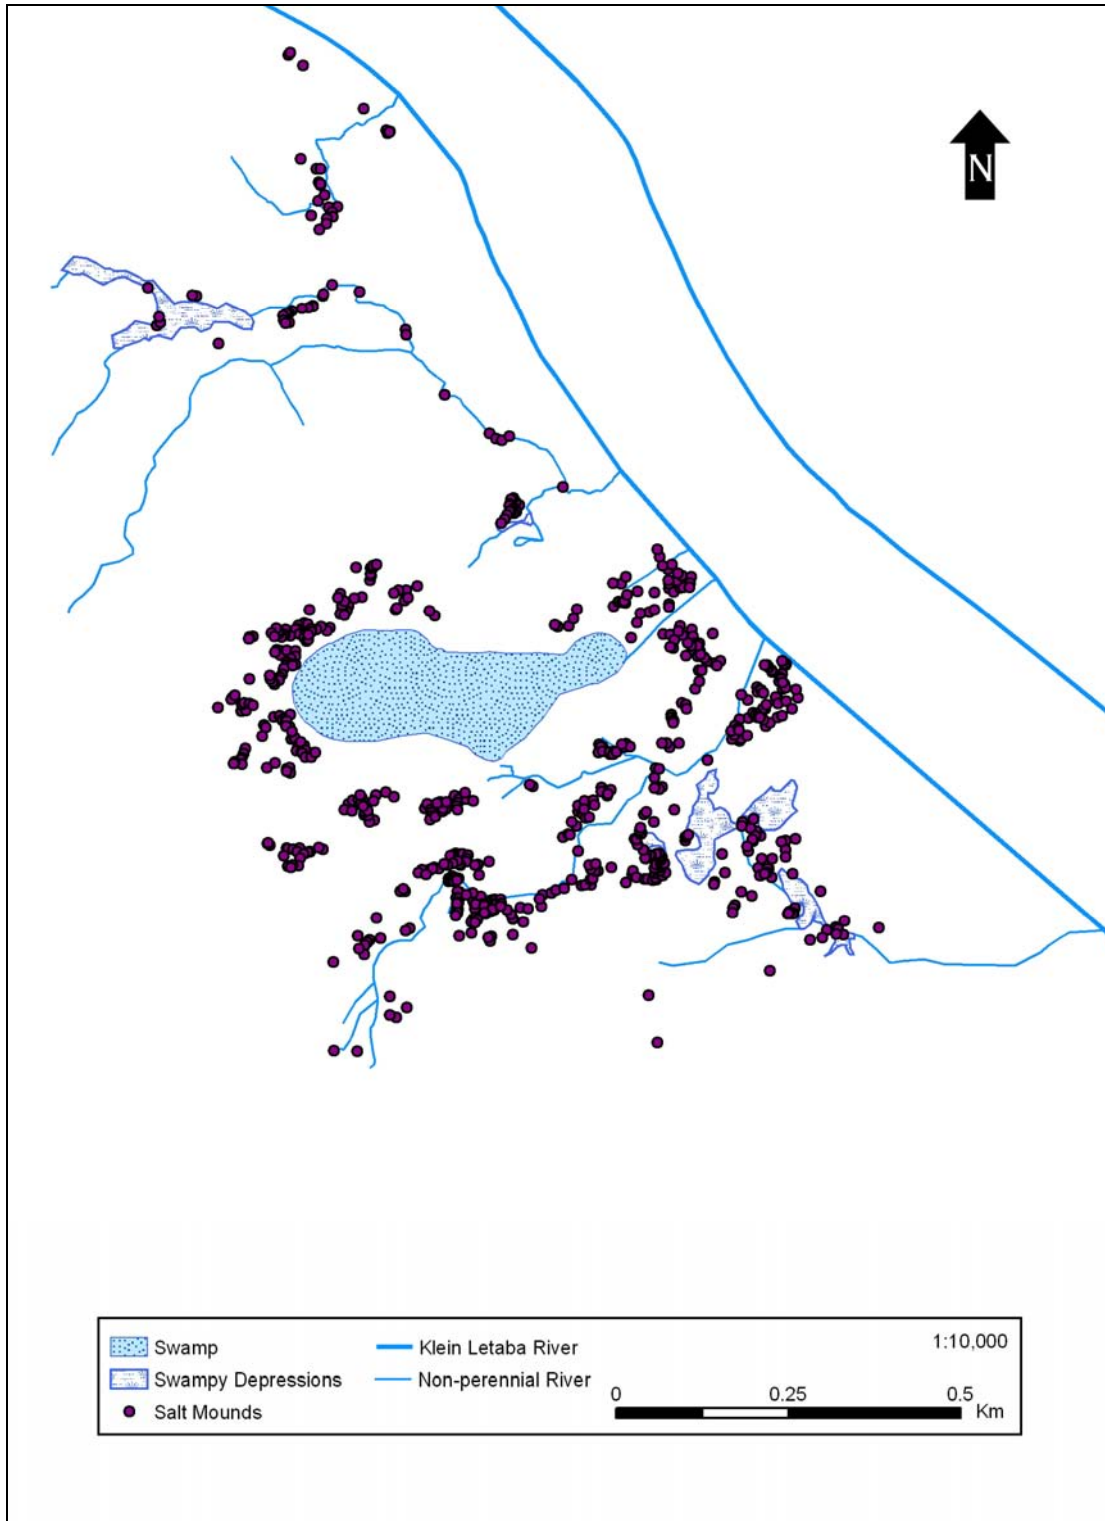 N
Swamp
Klein Letaba River
1:10,000
Swampy Depressions
Non-perennial River
0 0.25 0.5
Salt Mounds
Km